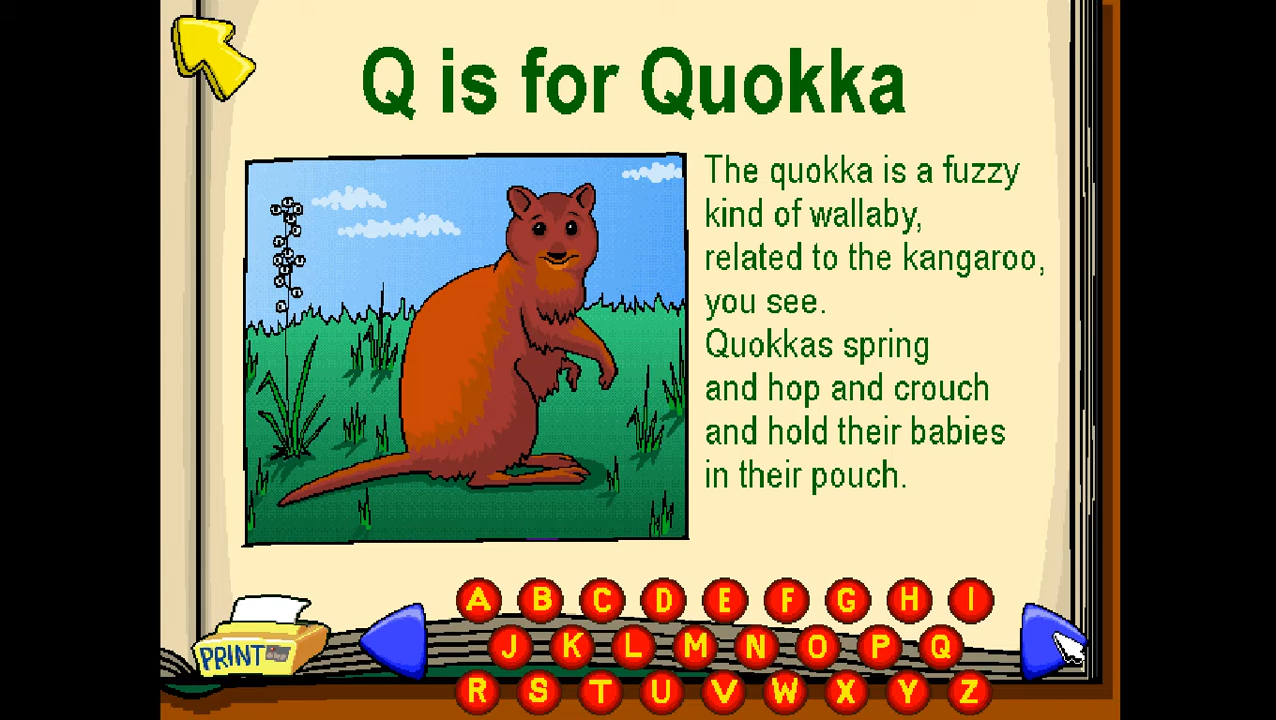 Q is for Quokka
The quokka is a fuzzy
kind of wallaby,
related to the kangaroo,
you see.
Quokkas spring
and hop and crouch
and hold their babies
in their pouch.
PRINT
A B C D E F G H I
J K L M N O P Q
R S T U V W X Y Z